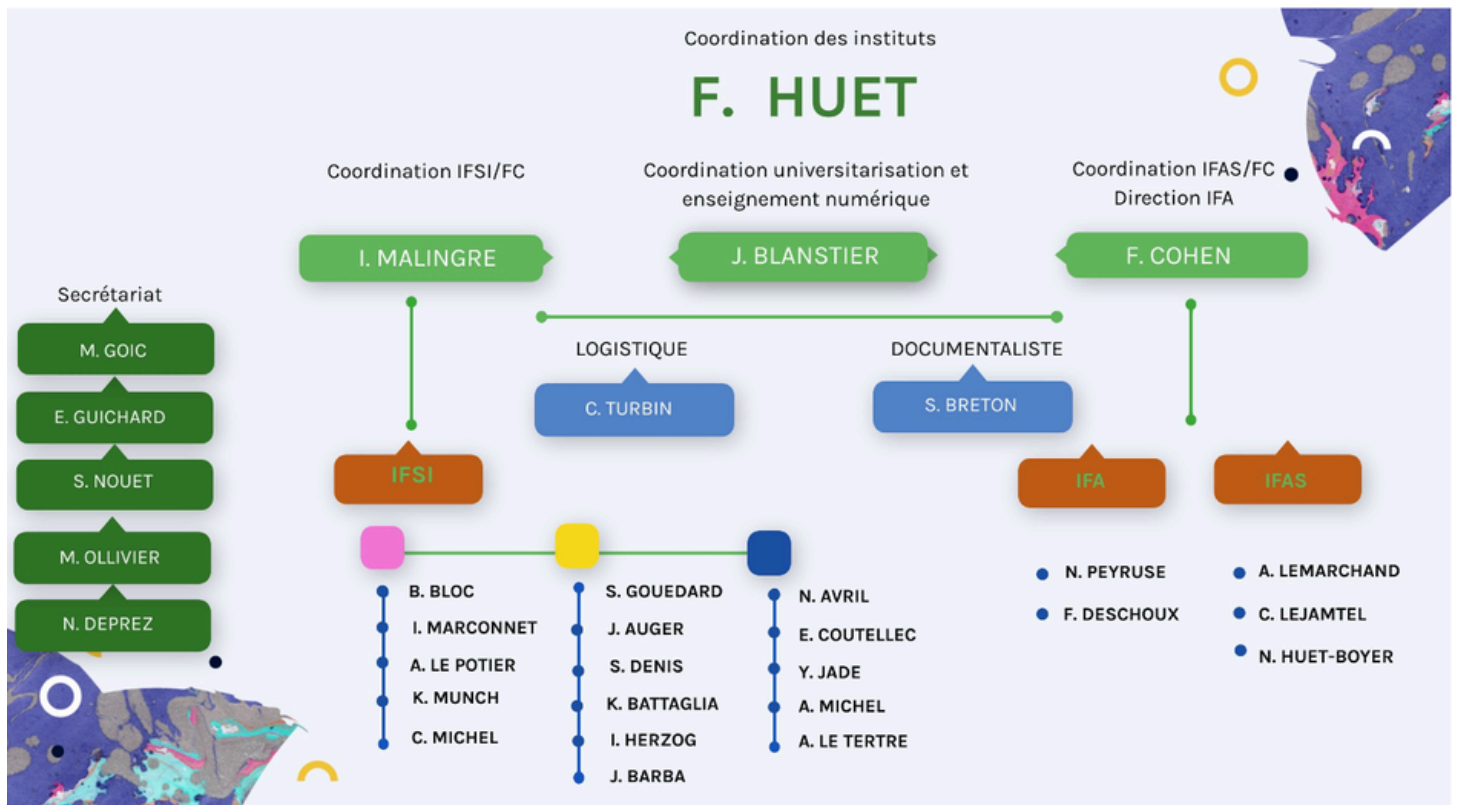 Coordination des instituts
F. HUET
Coordination IFSI/FC
Coordination universitarisation et
enseignement numérique
Coordination IFAS/FC
Direction IFA
I. MALINGRE
J. BLANSTIER
F. COHEN
Secrétariat
M. GOIC
E. GUICHARD
S. NOUET
M. OLLIVIER
N. DEPREZ
LOGISTIQUE
C. TURBIN
DOCUMENTALISTE
S. BRETON
IFSI
B. BLOC
I. MARCONNET
A. LE POTIER
K. MUNCH
C. MICHEL
S. GOUEDARD
J. AUGER
S. DENIS
K. BATTAGLIA
I. HERZOG
J. BARBA
N. AVRIL
E. COUTELLEC
Y. JADE
A. MICHEL
A. LE TERTRE
IFA
N. PEYRUSE
F. DESCHOUX
IFAS
A. LEMARCHAND
C. LEJAMTEL
N. HUET-BOYER